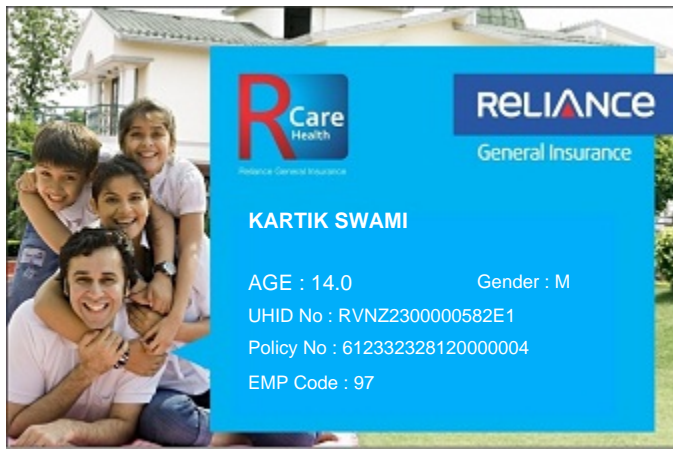 R Care
Health
Reliance General Insurance
RELIANCE
General Insurance
KARTIK SWAMI
AGE : 14.0 Gender : M
UHID No : RVNZ2300000582E1
Policy No : 612332328120000004
EMP Code : 97